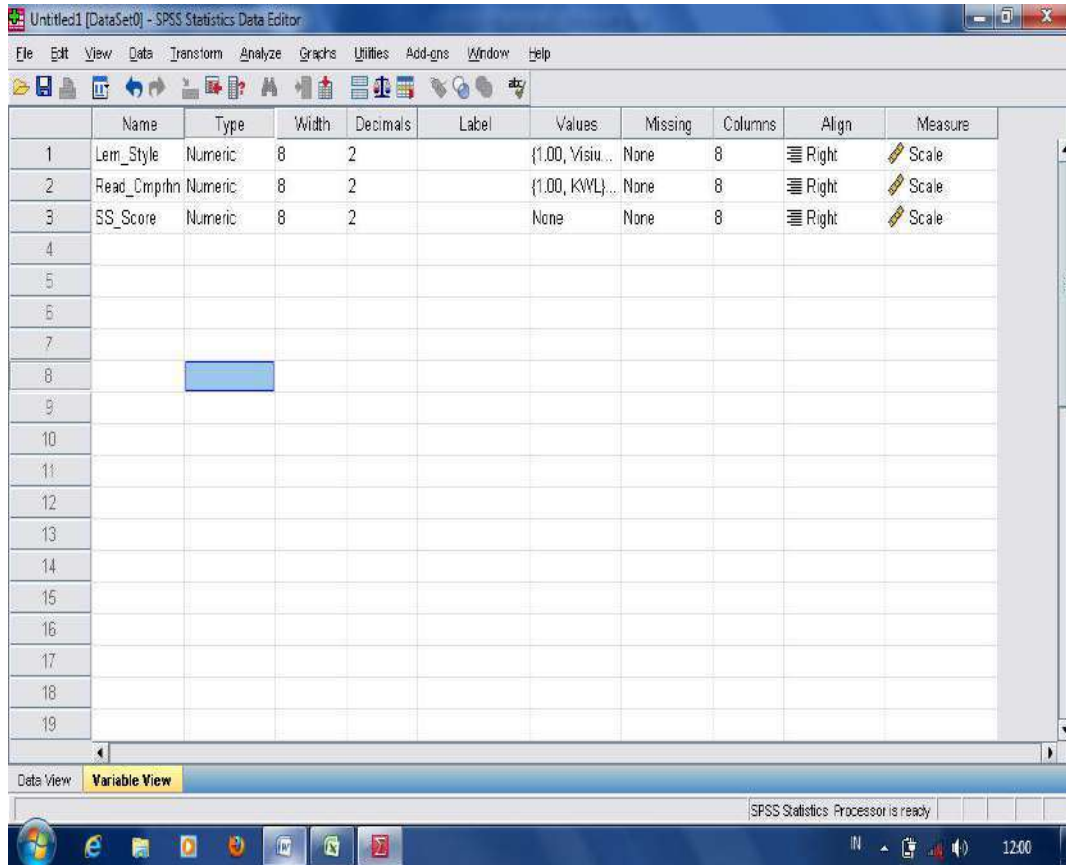 Untitled1 [DataSet0] - SPSS Statistics Data Editor
File Edit View Data Transform Analyze Graphs Utilities Add-ons Window Help
Name Type Width Decimals Label Values Missing Columns Align Measure
1 Lern_Style Numeric 8 2 {1.00, Visiu... None 8 Right Scale
2 Read_Cmprhn Numeric 8 2 {1.00, KWL}... None 8 Right Scale
3 SS_Score Numeric 8 2 None None 8 Right Scale
4
5
6
7
8
9
10
11
12
13
14
15
16
17
18
19
Data View Variable View
SPSS Statistics Processor is ready
IN 12:00